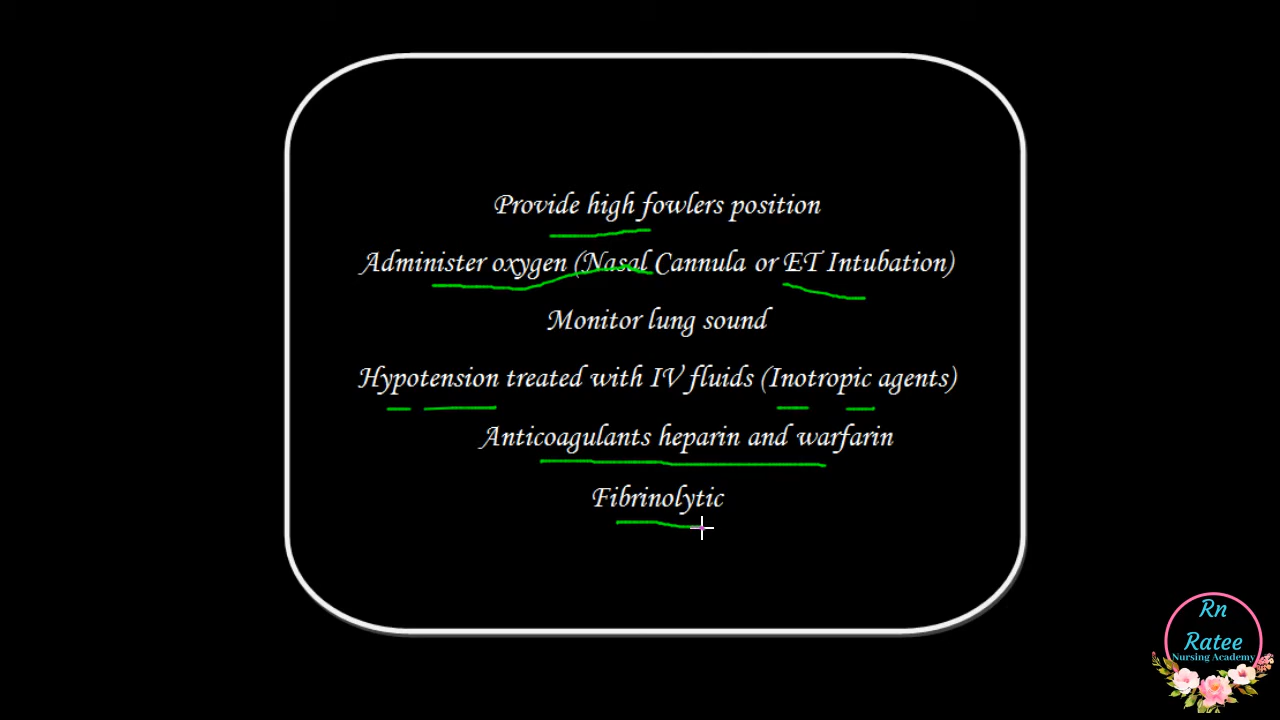 Provide high fowlers position
Administer oxygen (Nasal Cannula or ET Intubation)
Monitor lung sound
Hypotension treated with IV fluids (Inotropic agents)
Anticoagulants heparin and warfarin
Fibrinolytic
Rn
Ratee
Nursing Academy